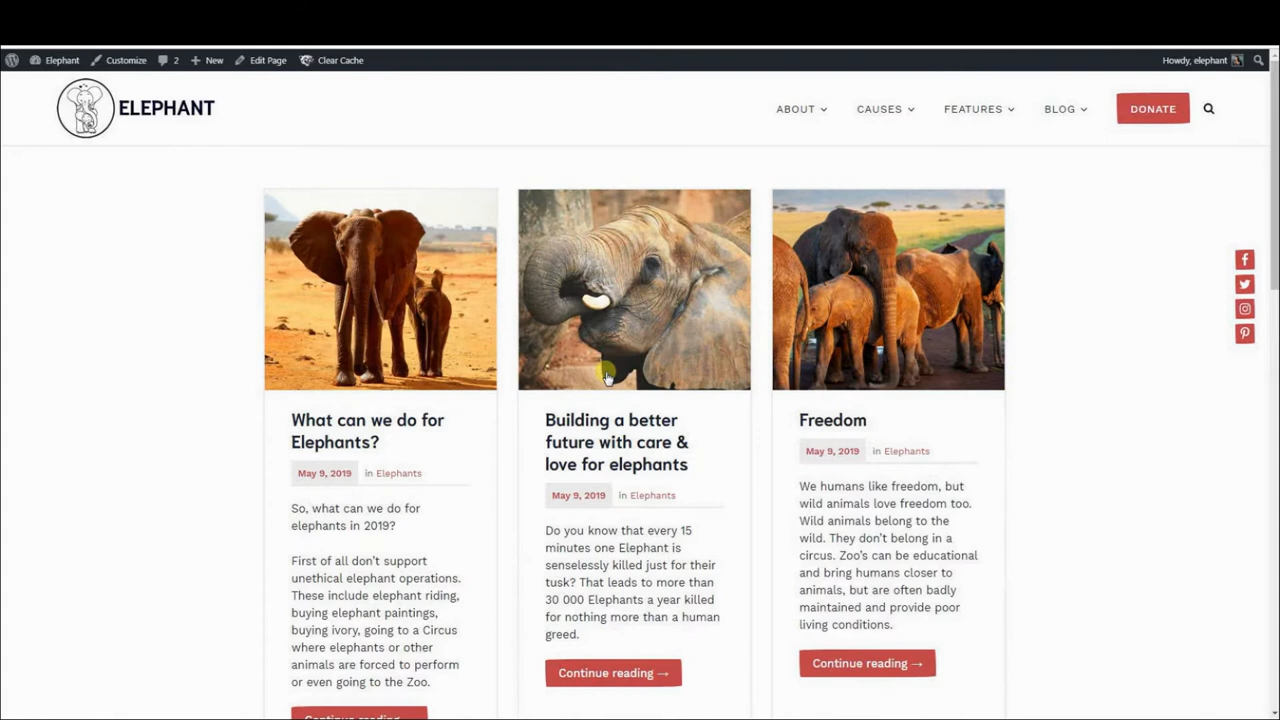 Elephant Customize 2 New Edit Page Clear Cache Howdy, elephant
ELEPHANT ABOUT CAUSES FEATURES BLOG DONATE
What can we do for
Elephants?
May 9, 2019 in Elephants
So, what can we do for
elephants in 2019?
First of all don't support
unethical elephant operations.
These include elephant riding,
buying elephant paintings,
buying ivory, going to a Circus
where elephants or other
animals are forced to perform
or even going to the Zoo.
Continue reading
Building a better
future with care &
love for elephants
May 9, 2019 in Elephants
Do you know that every 15
minutes one Elephant is
senselessly killed just for their
tusk? That leads to more than
30 000 Elephants a year killed
for nothing more than a human
greed.
Continue reading →
Freedom
May 9, 2019 in Elephants
We humans like freedom, but
wild animals love freedom too.
Wild animals belong to the
wild. They don't belong in a
circus. Zoo's can be educational
and bring humans closer to
animals, but are often badly
maintained and provide poor
living conditions.
Continue reading →